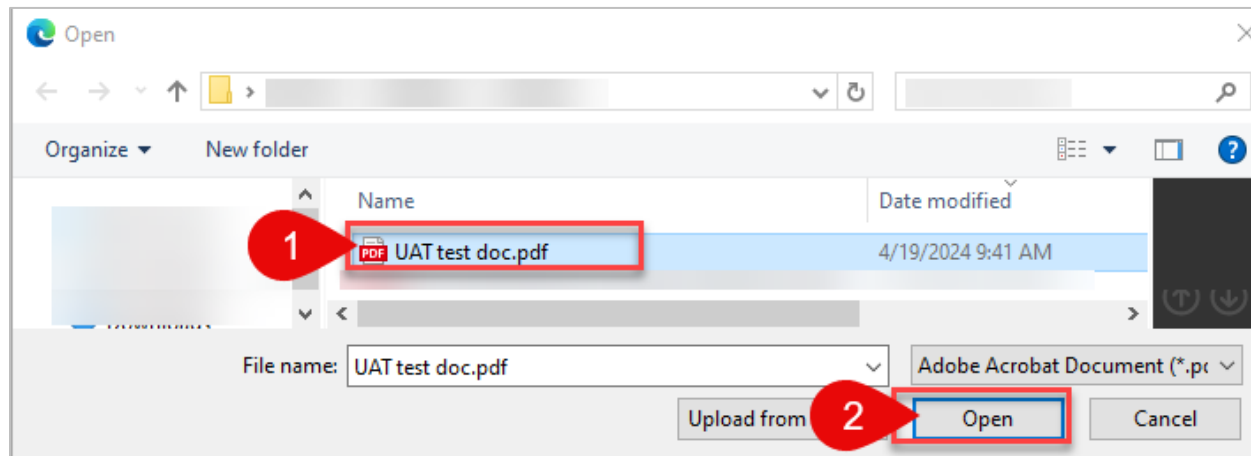 Open
Organize
New folder
Name
Date modified
1
PDF
UAT test doc.pdf
4/19/2024 9:41 AM
File name:
UAT test doc.pdf
Adobe Acrobat Document (*.p
Upload from
2
Open
Cancel